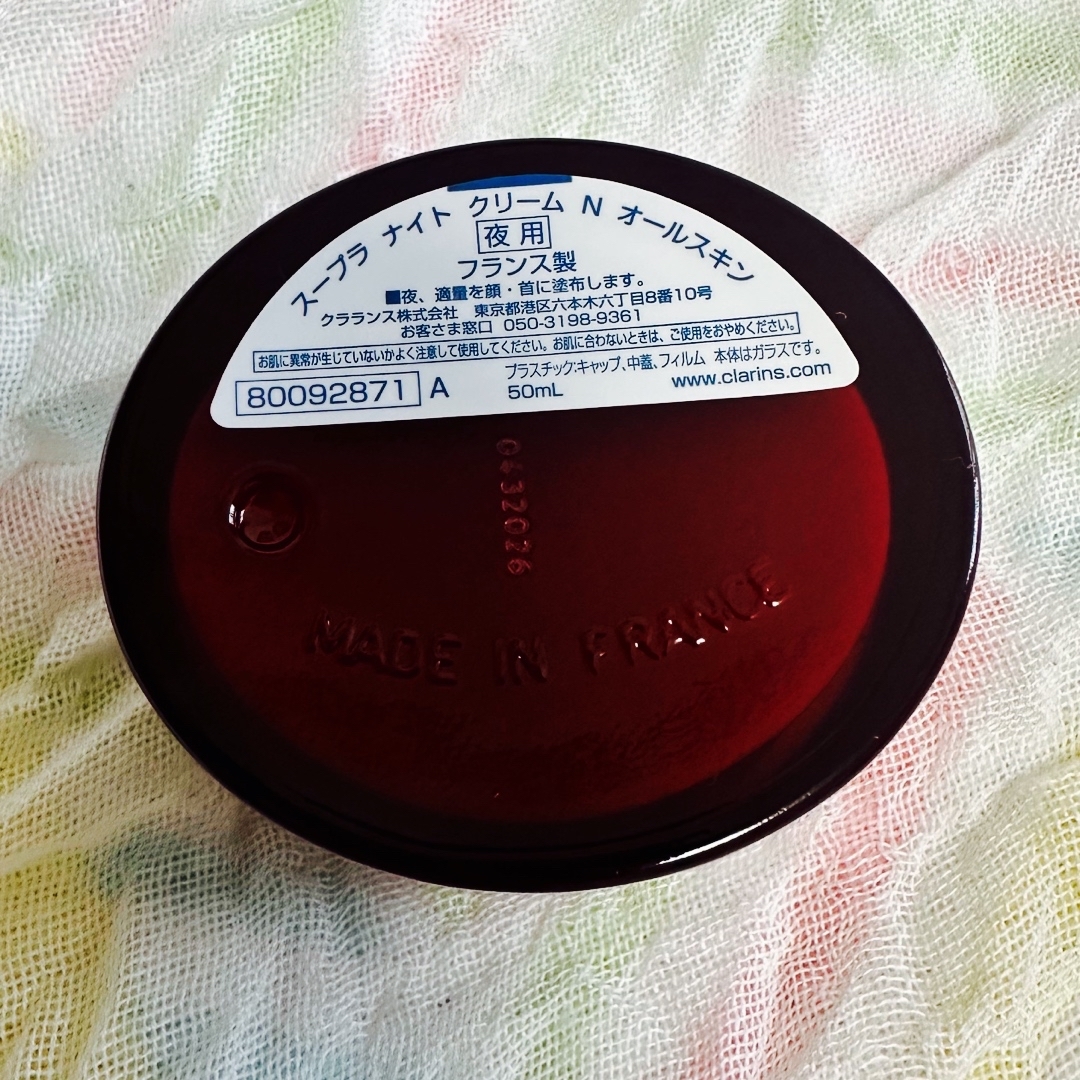 スープラ ナイト クリーム N オールスキン
夜用
フランス製
■夜、適量を顔・首に塗布します。
クラランス株式会社 東京都港区六本木六丁目8番10号
お客さま窓口 050-3198-9361
お肌に異常が生じていないかよく注意して使用してください。お肌に合わないときは、ご使用をおやめください。
プラスチック:キャップ、中蓋、フィルム 本体はガラスです。
80092871 A 50mL www.clarins.com
0432026
MADE IN FRANCE